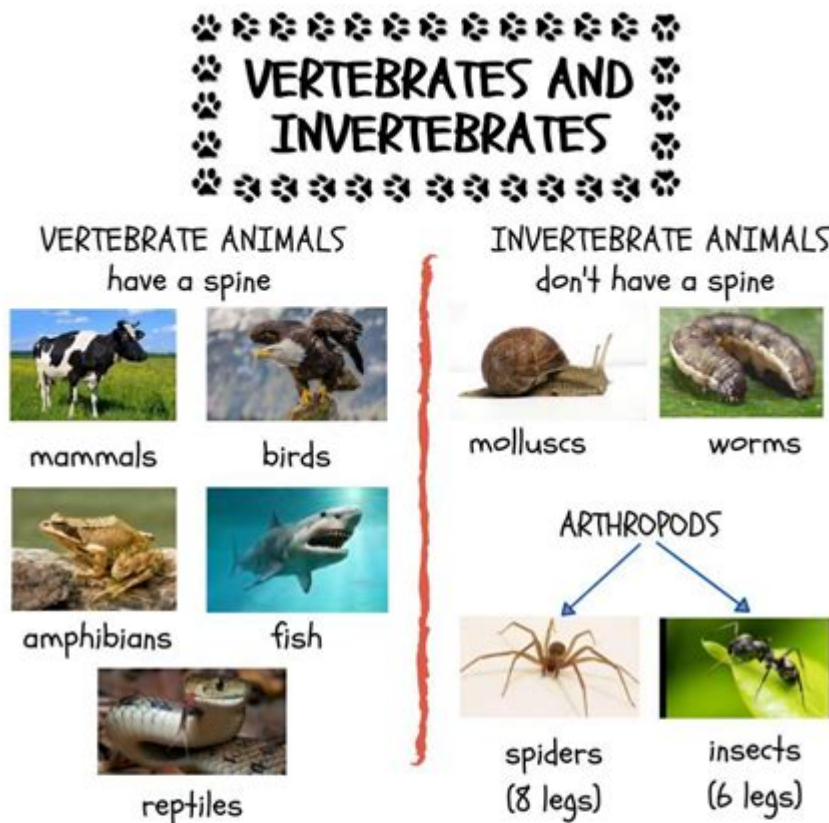 VERTEBRATES AND
INVERTEBRATES
VERTEBRATE ANIMALS
have a spine
mammals
birds
amphibians
fish
reptiles
INVERTEBRATE ANIMALS
don't have a spine
molluscs
worms
ARTHROPODS
spiders
(8 legs)
insects
(6 legs)